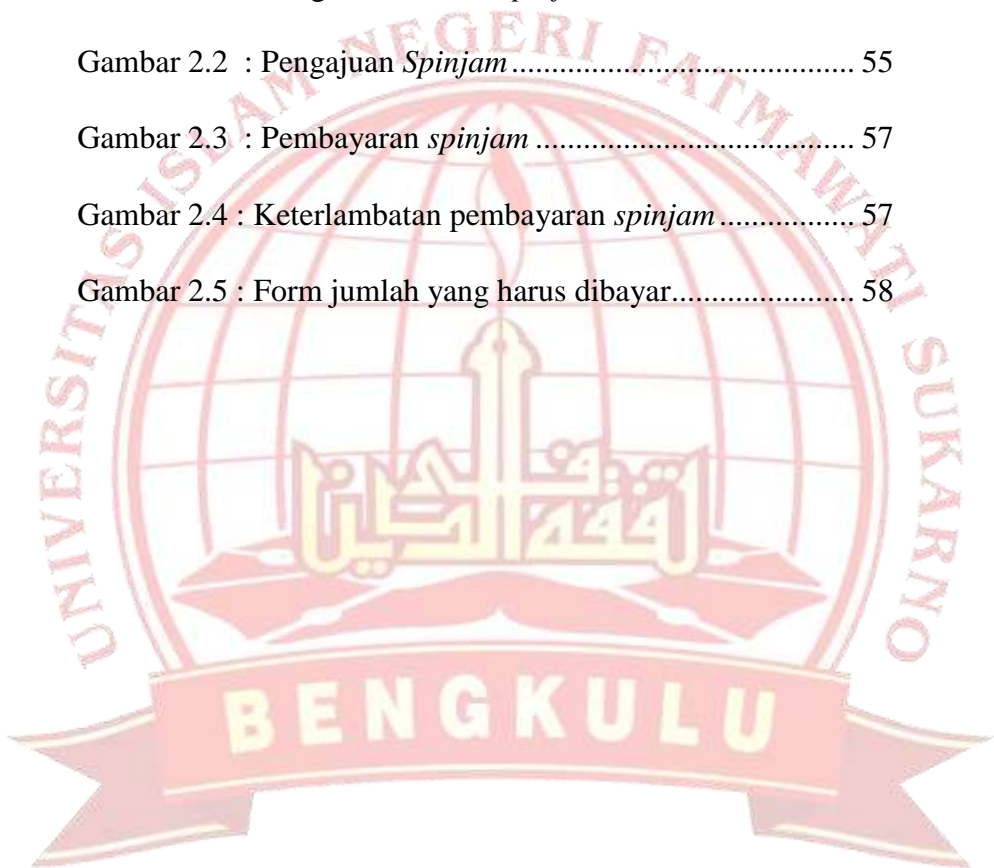 Gambar 2.2 : Pengajuan Spinjam........................................... 55
Gambar 2.3 : Pembayaran spinjam ........................................ 57
Gambar 2.4 : Keterlambatan pembayaran spinjam................. 57
Gambar 2.5 : Form jumlah yang harus dibayar....................... 58
UNIVERSITAS ISLAM NEGERI FATMAWATI SUKARNO
BENGKULU